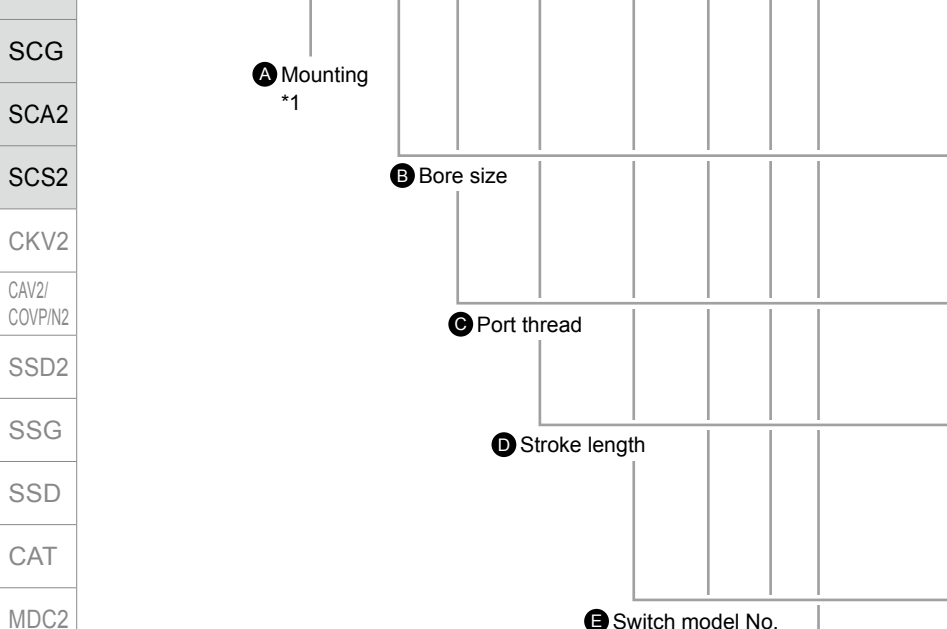 SCG
SCA2
SCS2
CKV2
CAV2/
COVP/N2
SSD2
SSG
SSD
CAT
MDC2
A Mounting
*1
B Bore size
C Port thread
D Stroke length
E Switch model No.